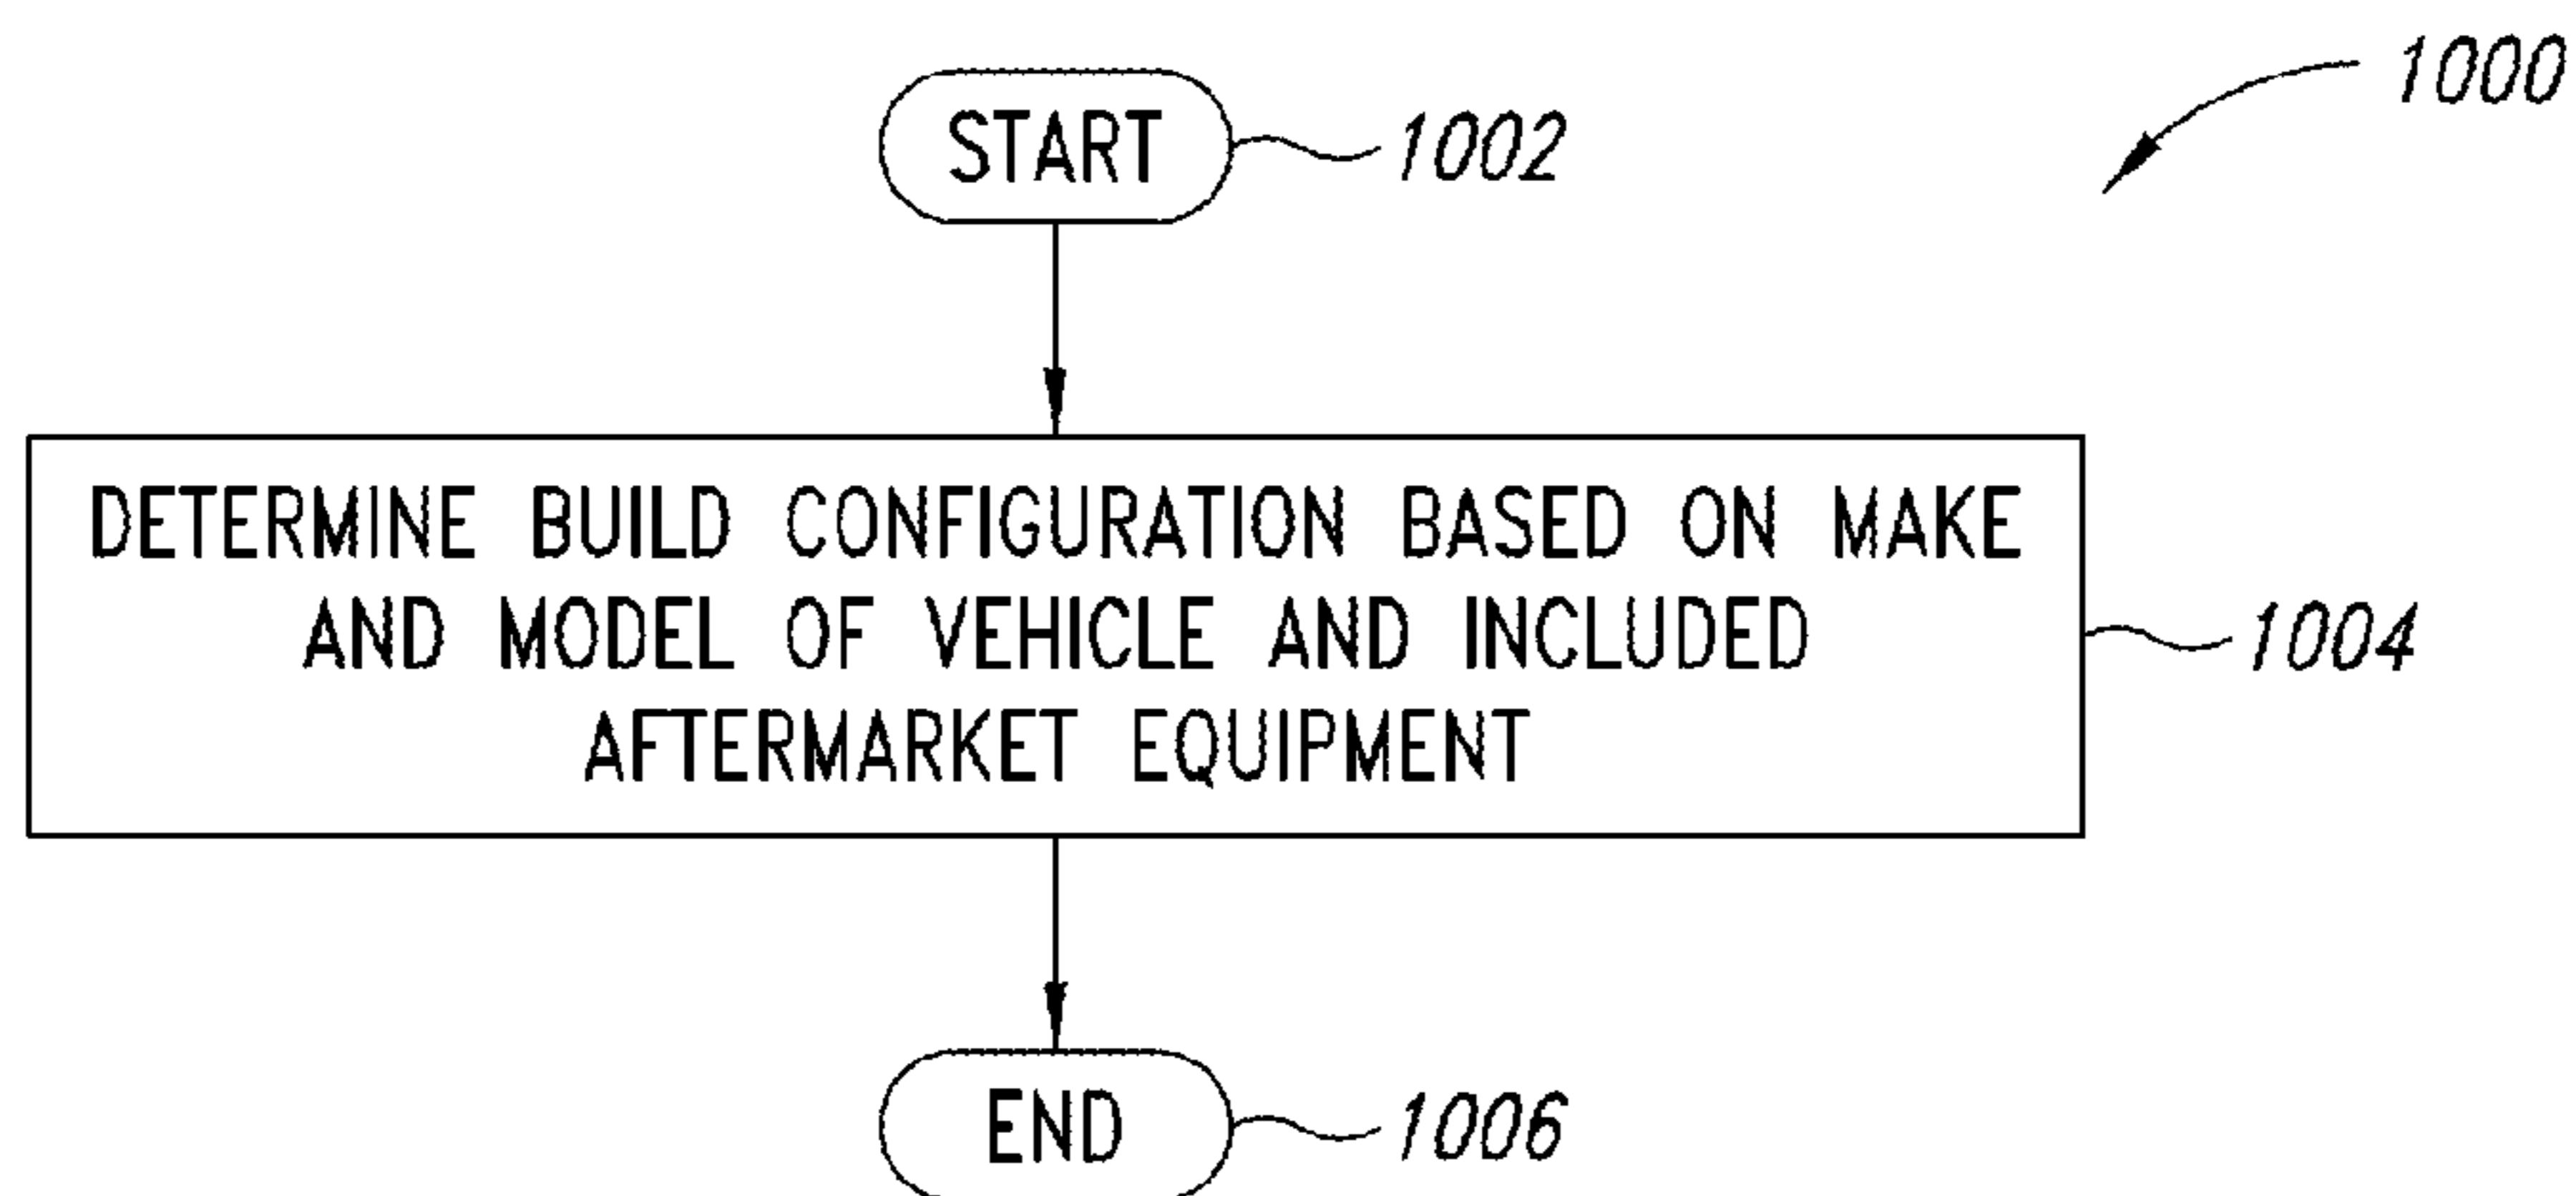 1000
START
1002
DETERMINE BUILD CONFIGURATION BASED ON MAKE
AND MODEL OF VEHICLE AND INCLUDED
AFTERMARKET EQUIPMENT
1004
END
1006